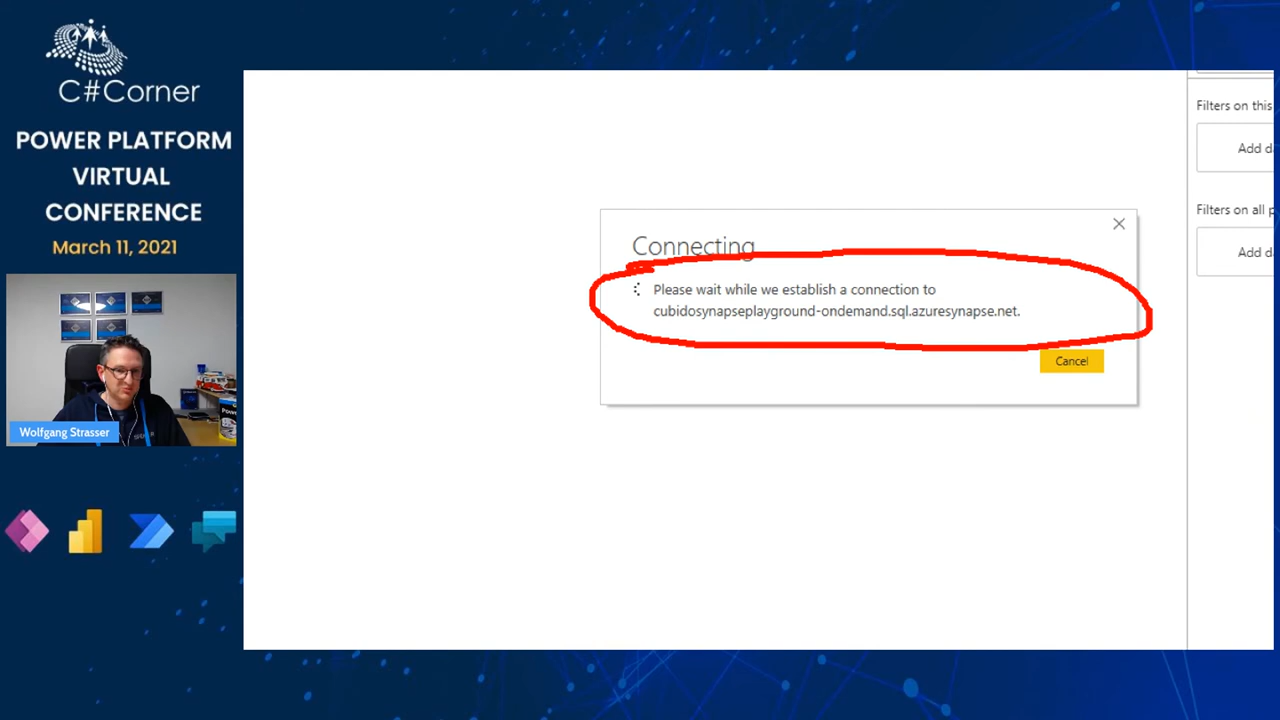 C#Corner
POWER PLATFORM
VIRTUAL
CONFERENCE
March 11, 2021
Wolfgang Strasser
Connecting
Please wait while we establish a connection to
cubidosynapseplayground-ondemand.sql.azuresynapse.net.
Cancel
Filters on this
Add d
Filters on all p
Add d